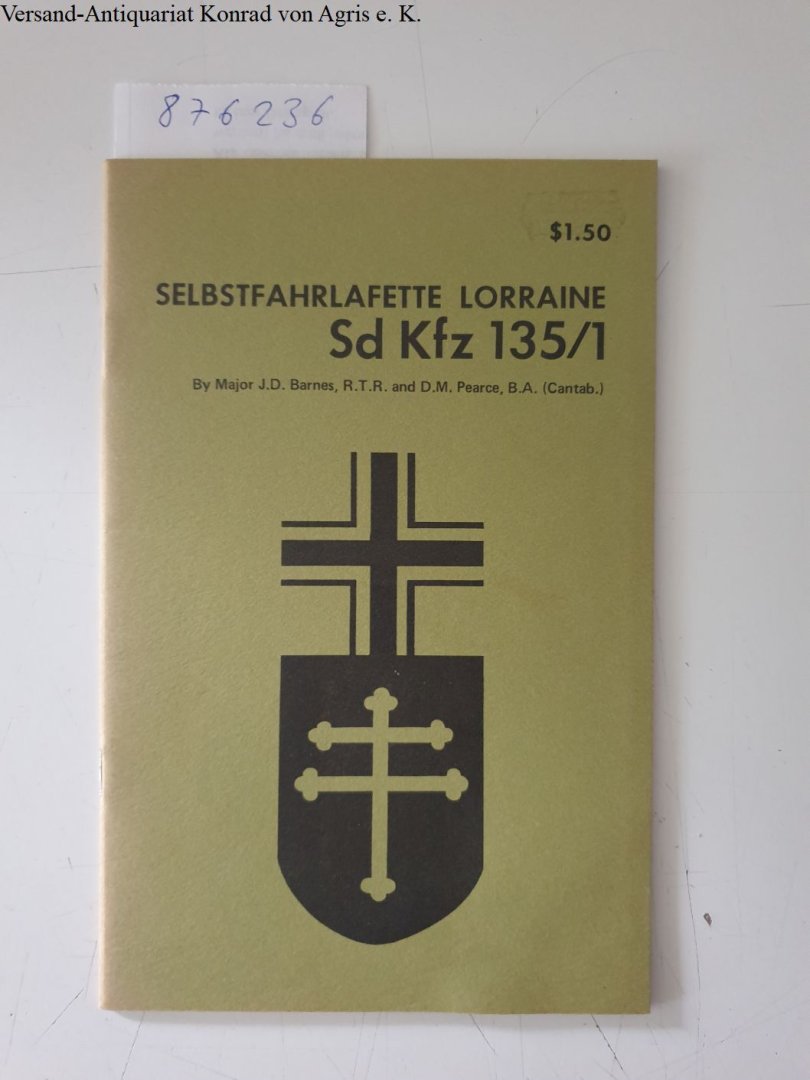 Versand-Antiquariat Konrad von Agris e. K.
876236
$1.50
SELBSTFAHRLAFETTE LORRAINE
Sd Kfz 135/1
By Major J.D. Barnes, R.T.R. and D.M. Pearce, B.A. (Cantab.)